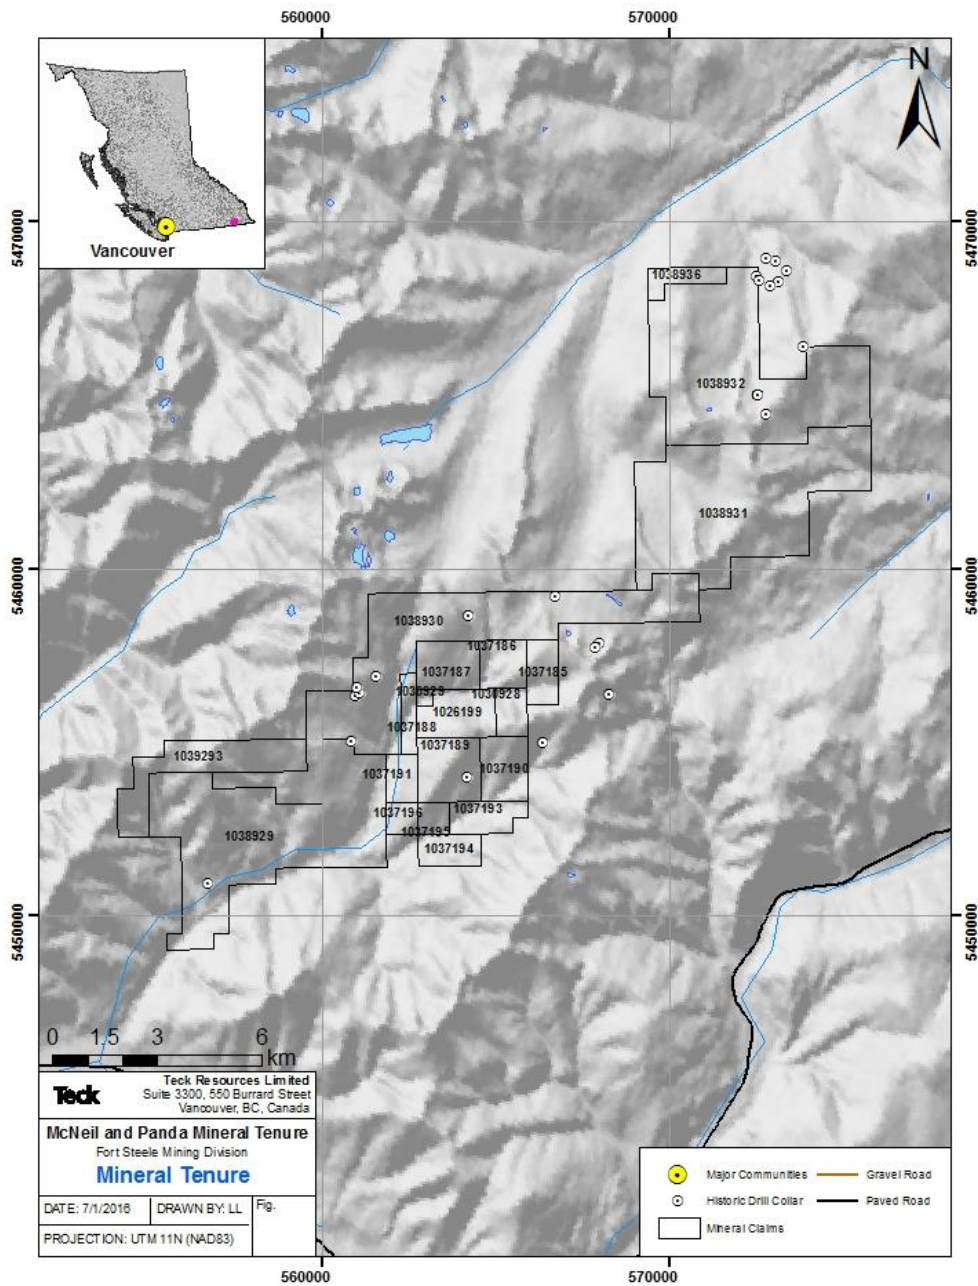 560000
570000
N
Vancouver
5470000
5470000
1038936
1038932
1038931
5460000
5460000
1038930
1037186
1037187
1037185
1038929
1038928
1026199
1037188
1037189
1037191
1037190
1039293
1037196
1037193
1037195
1038929
1037194
5450000
5450000
0 1.5 3 6
km
Teck
Teck Resources Limited
Suite 3300, 550 Burrard Street
Vancouver, BC, Canada
McNeil and Panda Mineral Tenure
Fort Steele Mining Division
Mineral Tenure
DATE: 7/1/2016
DRAWN BY: LL
Fig.
PROJECTION: UTM 11N (NAD83)
Major Communities
Gravel Road
Historic Drill Collar
Paved Road
Mineral Claims
560000
570000